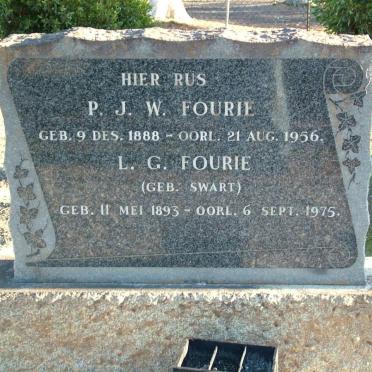 HIER RUS
P. J. W. FOURIE
GEB. 9 DES. 1888 - OORL. 21 AUG. 1956.
L. G. FOURIE
(GEB. SWART)
GEB. 11 MEI 1893 - OORL. 6 SEPT. 1975.